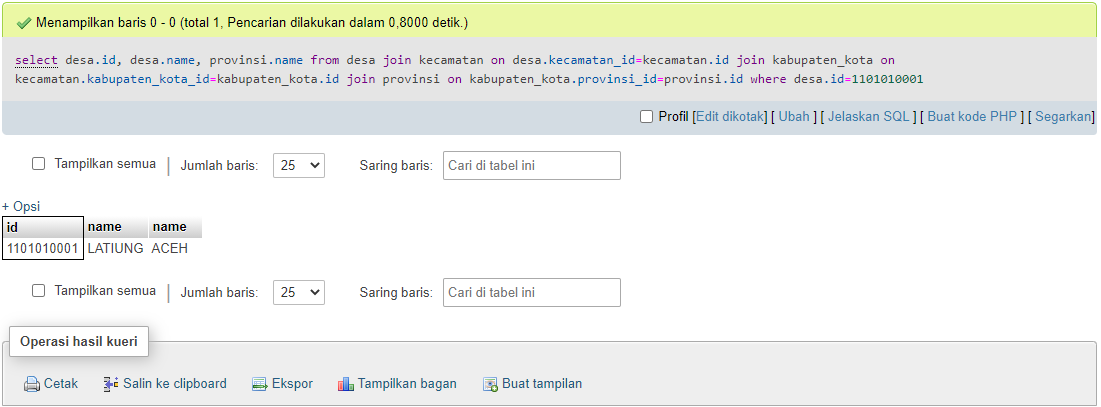 Menampilkan baris 0 - 0 (total 1, Pencarian dilakukan dalam 0,8000 detik.)
select desa.id, desa.name, provinsi.name from desa join kecamatan on desa.kecamatan_id=kecamatan.id join kabupaten_kota on
kecamatan.kabupaten_kota_id=kabupaten_kota.id join provinsi on kabupaten_kota.provinsi_id=provinsi.id where desa.id=1101010001
Profil [Edit dikotak] [ Ubah ] [ Jelaskan SQL ] [ Buat kode PHP ] [ Segarkan]
Tampilkan semua | Jumlah baris: 25 Saring baris: Cari di tabel ini
+ Opsi
id name name
1101010001 LATIUNG ACEH
Tampilkan semua | Jumlah baris: 25 Saring baris: Cari di tabel ini
Operasi hasil kueri
Cetak Salin ke clipboard Ekspor Tampilkan bagan Buat tampilan